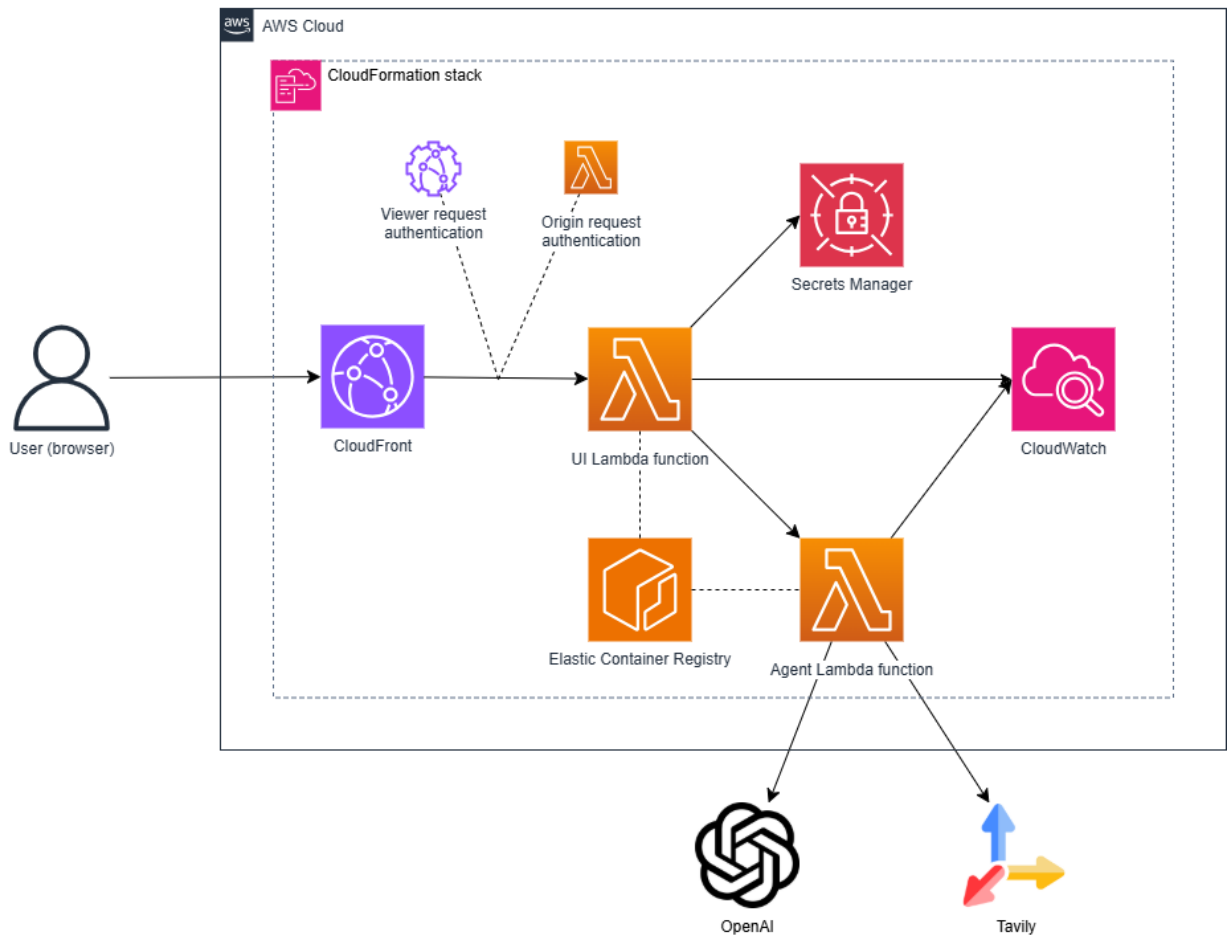 aws
AWS Cloud
CloudFormation stack
Viewer request
authentication
Origin request
authentication
Secrets Manager
User (browser)
CloudFront
UI Lambda function
CloudWatch
Elastic Container Registry
Agent Lambda function
OpenAI
Tavily